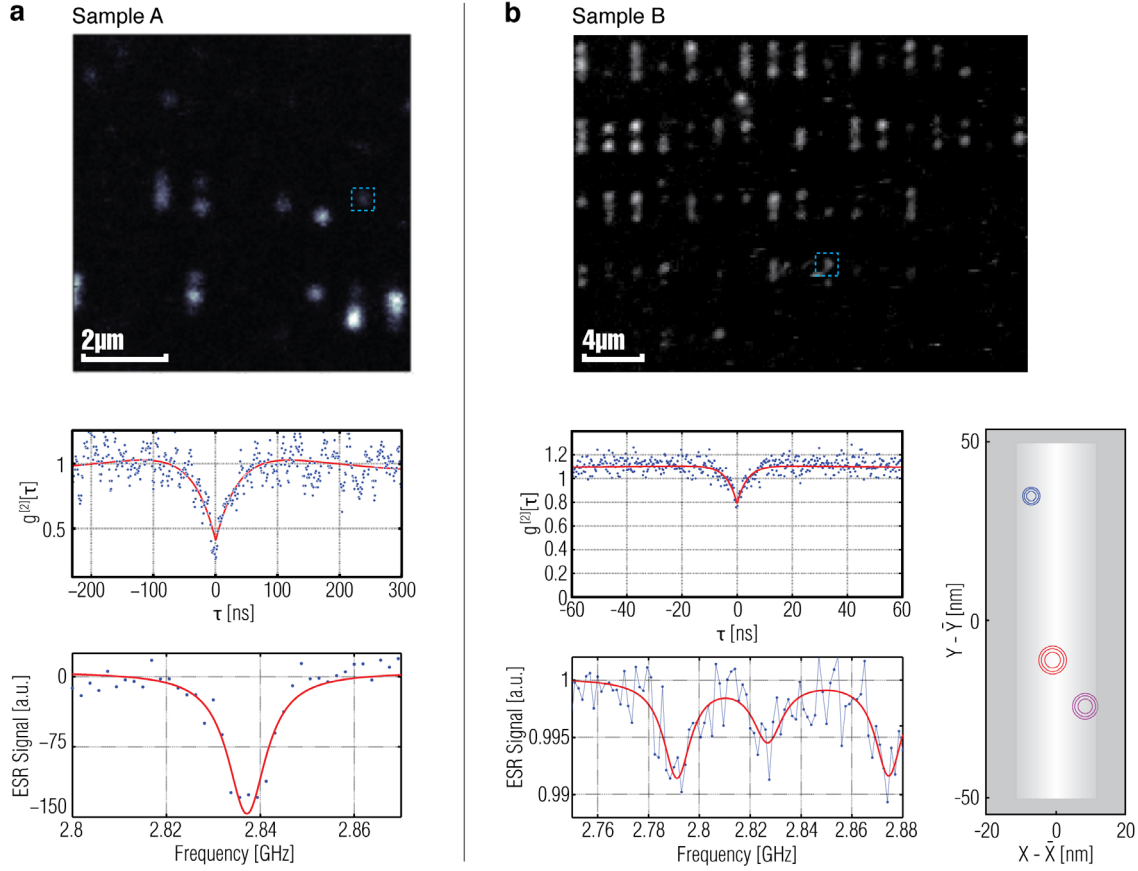 a Sample A
2μm
g[2][τ]
1
0.5
-200 -100 0 100 200 300
τ [ns]
ESR Signal [a.u.]
0
-75
-150
2.8 2.82 2.84 2.86
Frequency [GHz]
b Sample B
4μm
g[2][τ]
1.2
1
0.8
0.6
0.4
0.2
0
-60 -40 -20 0 20 40 60
τ [ns]
ESR Signal [a.u.]
1
0.995
0.99
2.76 2.78 2.8 2.82 2.84 2.86 2.88
Frequency [GHz]
Y - Ȳ [nm]
50
0
-50
-20 0 20
X - X̄ [nm]